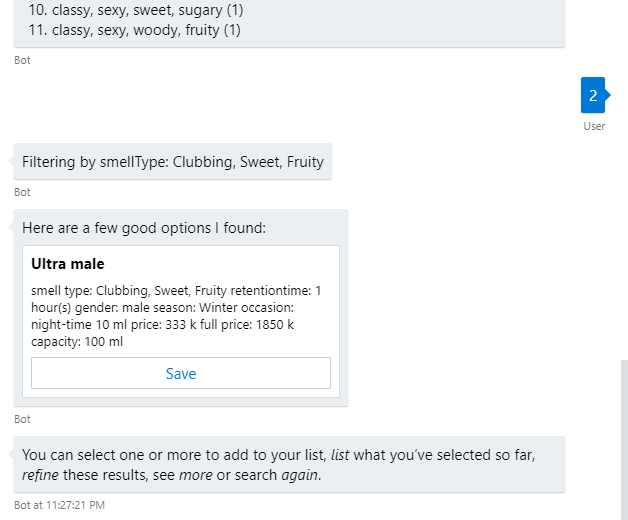 10. classy, sexy, sweet, sugary (1)
11. classy, sexy, woody, fruity (1)
Bot
2
User
Filtering by smellType: Clubbing, Sweet, Fruity
Bot
Here are a few good options I found:
Ultra male
smell type: Clubbing, Sweet, Fruity retentiontime: 1
hour(s) gender: male season: Winter occasion:
night-time 10 ml price: 333 k full price: 1850 k
capacity: 100 ml
Save
Bot
You can select one or more to add to your list, list what you've selected so far,
refine these results, see more or search again.
Bot at 11:27:21 PM